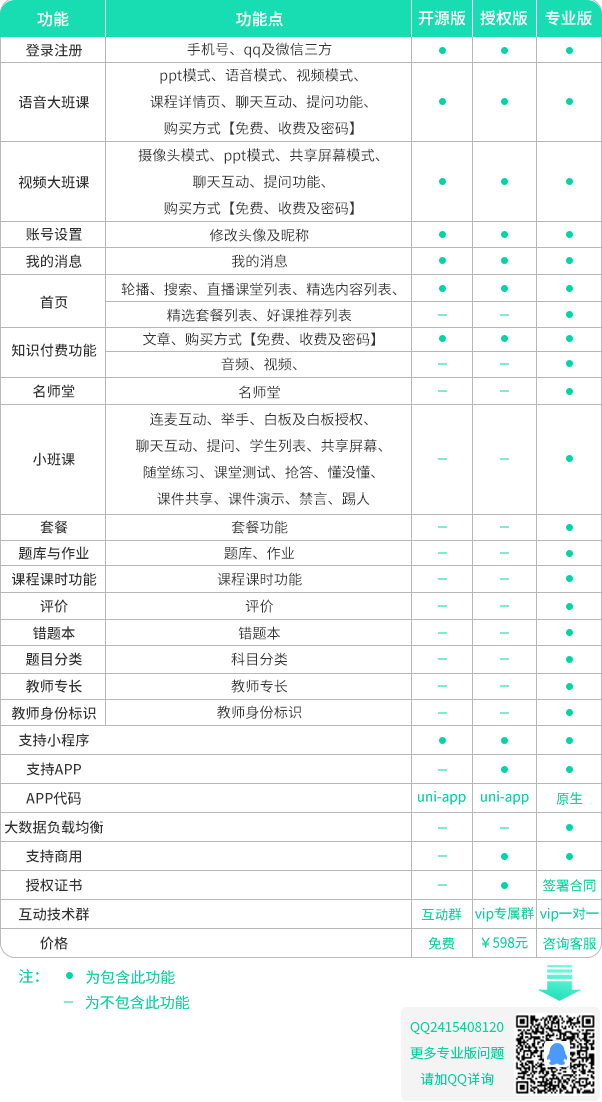 功能 功能点 开源版 授权版 专业版
登录注册 手机号、qq及微信三方 ● ● ●
ppt模式、语音模式、视频模式、
语音大班课 课程详情页、聊天互动、提问功能、 ● ● ●
购买方式【免费、收费及密码】
摄像头模式、ppt模式、共享屏幕模式、
视频大班课 聊天互动、提问功能、 ● ● ●
购买方式【免费、收费及密码】
账号设置 修改头像及昵称 ● ● ●
我的消息 我的消息 ● ● ●
首页 轮播、搜索、直播课堂列表、精选内容列表、 ● ● ●
精选套餐列表、好课推荐列表 — — ●
知识付费功能 文章、购买方式【免费、收费及密码】 ● ● ●
音频、视频、 — — ●
名师堂 名师堂 — — ●
连麦互动、举手、白板及白板授权、
聊天互动、提问、学生列表、共享屏幕、
小班课 — — ●
随堂练习、课堂测试、抢答、懂没懂、
课件共享、课件演示、禁言、踢人
套餐 套餐功能 — — ●
题库与作业 题库、作业 — — ●
课程课时功能 课程课时功能 — — ●
评价 评价 — — ●
错题本 错题本 — — ●
题目分类 科目分类 — — ●
教师专长 教师专长 — — ●
教师身份标识 教师身份标识 — — ●
支持小程序 ● ● ●
支持APP — ● ●
APP代码 uni-app uni-app 原生
大数据负载均衡 — — ●
支持商用 — ● ●
授权证书 — ● 签署合同
互动技术群 互动群 vip专属群 vip一对一
价格 免费 ￥598元 咨询客服
注： ● 为包含此功能
— 为不包含此功能
QQ2415408120
更多专业版问题
请加QQ详询